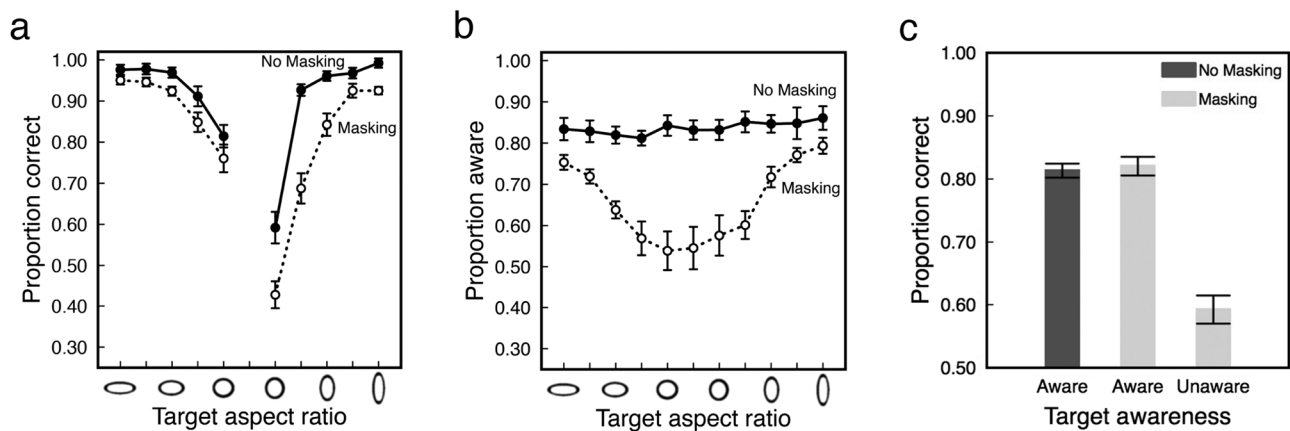 a
1.00
0.90
0.80
0.70
0.60
0.50
0.40
0.30
Proportion correct
No Masking
Masking
Target aspect ratio
b
1.00
0.90
0.80
0.70
0.60
0.50
0.40
0.30
Proportion aware
No Masking
Masking
Target aspect ratio
c
1.00
0.90
0.80
0.70
0.60
0.50
Proportion correct
No Masking
Masking
Aware Aware Unaware
Target awareness